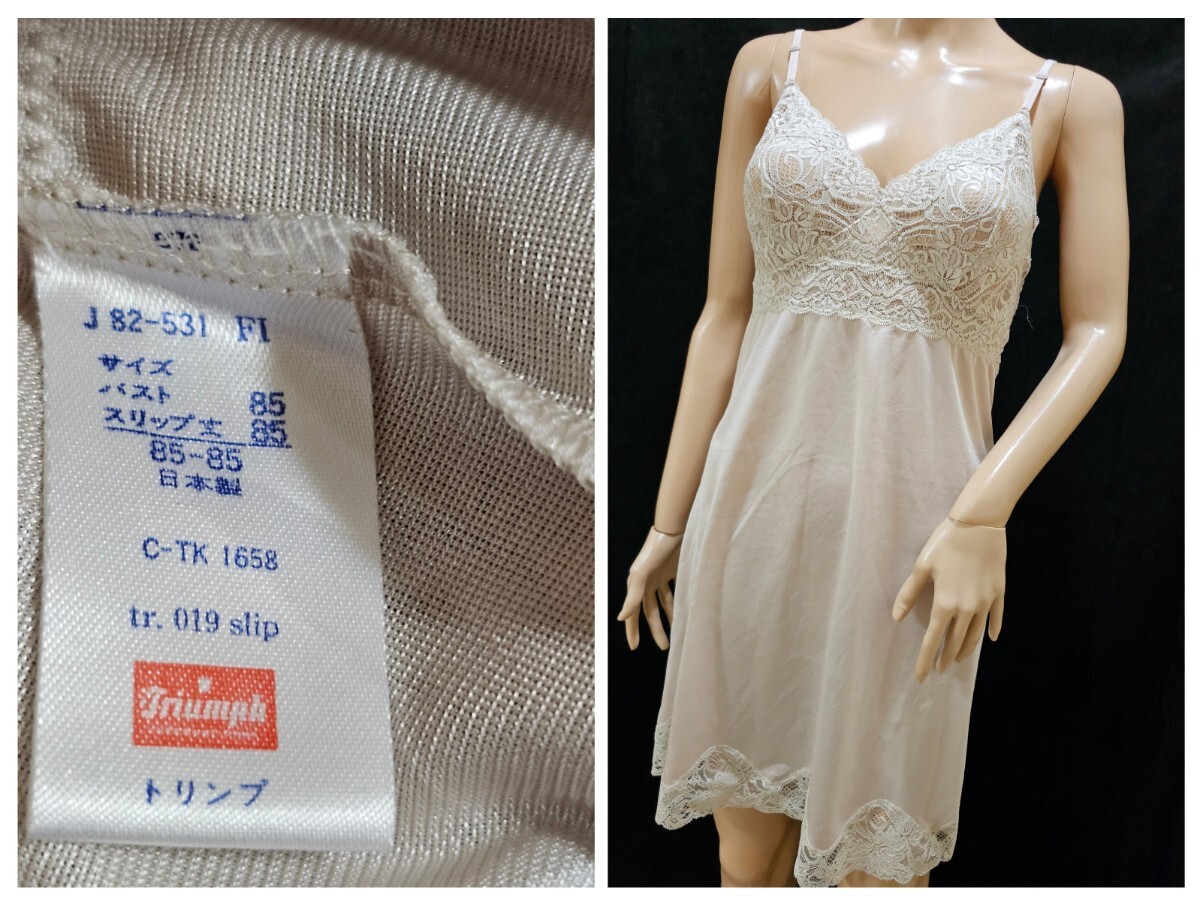 J 82-531 FI
サイズ
バスト 85
スリップ丈 85
85-85
日本製
C-TK 1658
tr. 019 slip
Triumph
トリンプ